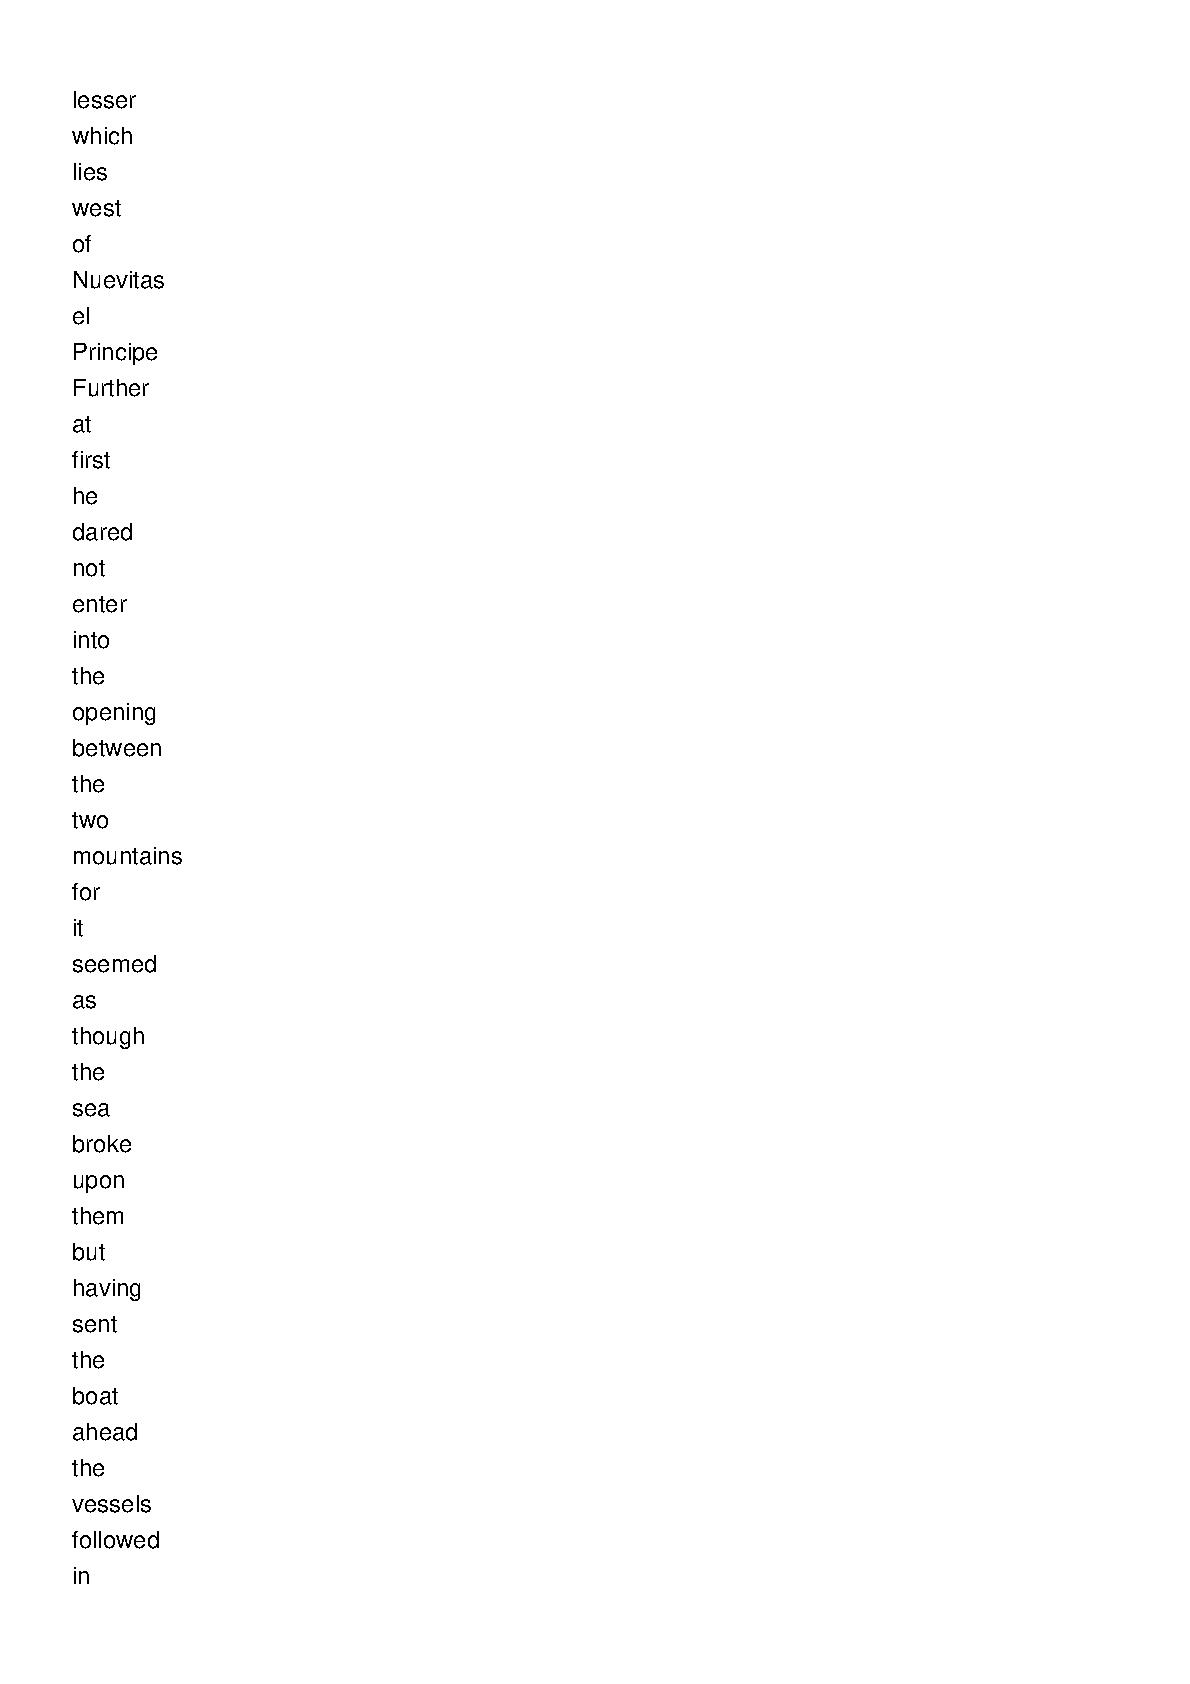 lesser
which
lies
west
of
Nuevitas
el
Principe
Further
at
first
he
dared
not
enter
into
the
opening
between
the
two
mountains
for
it
seemed
as
though
the
sea
broke
upon
them
but
having
sent
the
boat
ahead
the
vessels
followed
in